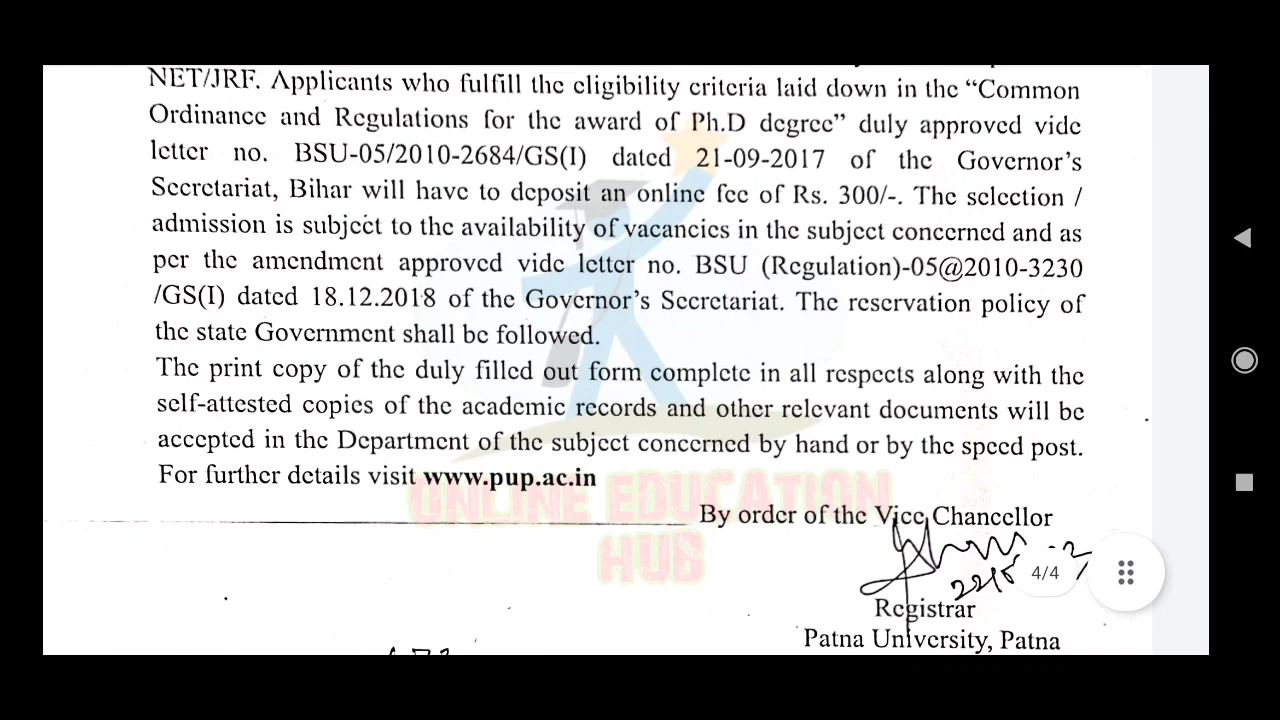 NET/JRF. Applicants who fulfill the eligibility criteria laid down in the “Common
Ordinance and Regulations for the award of Ph.D degree” duly approved vide
letter no. BSU-05/2010-2684/GS(I) dated 21-09-2017 of the Governor’s
Secretariat, Bihar will have to deposit an online fee of Rs. 300/-. The selection /
admission is subject to the availability of vacancies in the subject concerned and as
per the amendment approved vide letter no. BSU (Regulation)-05@2010-3230
/GS(I) dated 18.12.2018 of the Governor’s Secretariat. The reservation policy of
the state Government shall be followed.
The print copy of the duly filled out form complete in all respects along with the
self-attested copies of the academic records and other relevant documents will be
accepted in the Department of the subject concerned by hand or by the speed post.
For further details visit www.pup.ac.in
ONLINE EDUCATION
HUB
By order of the Vice Chancellor
4/4
Registrar
Patna University, Patna